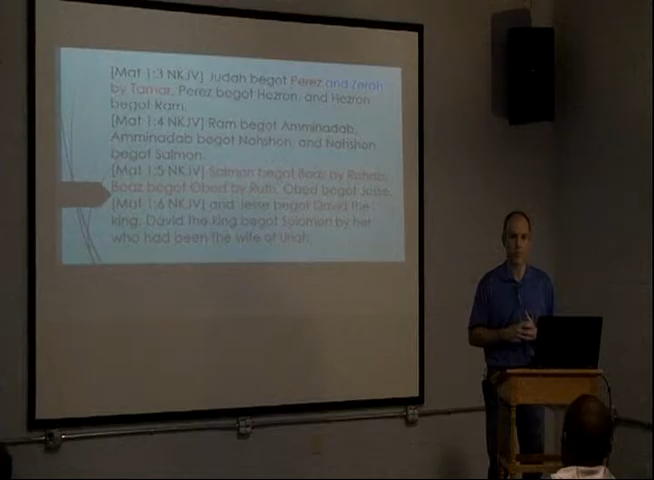 [Mat 1:3 NKJV] Judah begot Perez and Zerah
by Tamar, Perez begot Hezron, and Hezron
begot Ram.
[Mat 1:4 NKJV] Ram begot Amminadab,
Amminadab begot Nahshon, and Nahshon
begot Salmon.
[Mat 1:5 NKJV] Salmon begot Boaz by Rahab,
Boaz begot Obed by Ruth, Obed begot Jesse,
[Mat 1:6 NKJV] and Jesse begot David the
king. David the king begot Solomon by her
who had been the wife of Uriah.